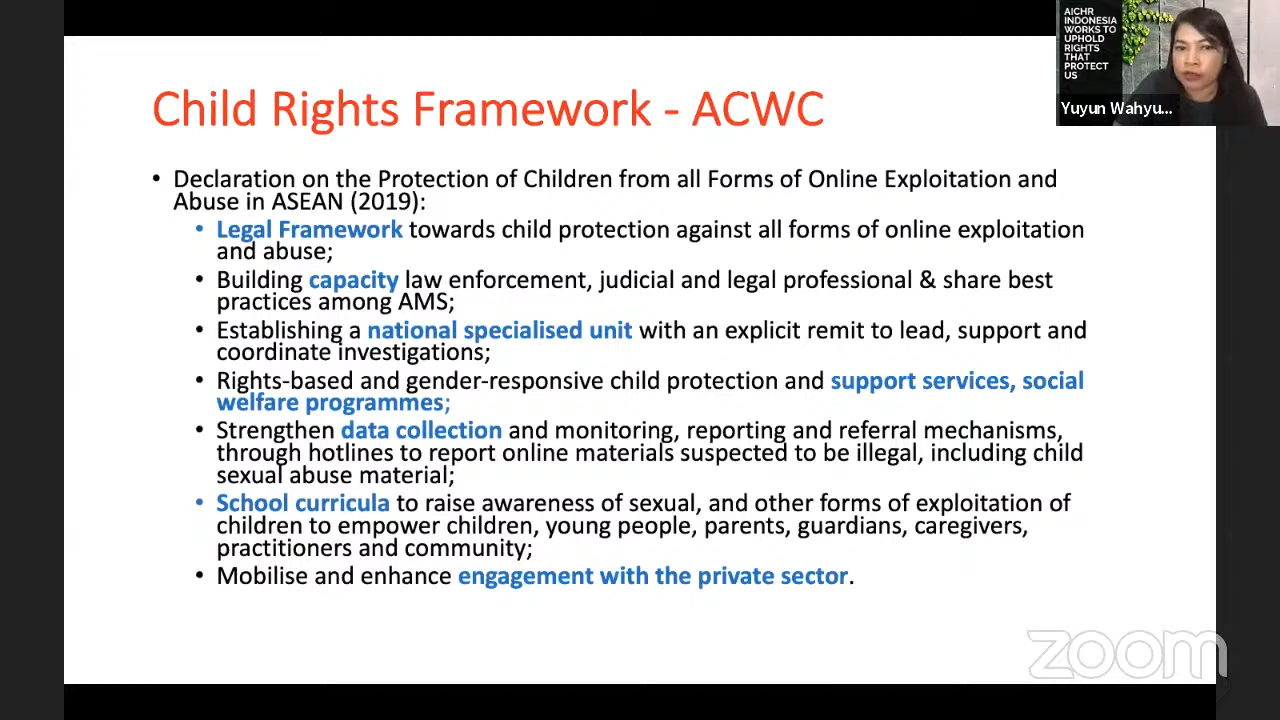 AICHR
INDONESIA
WORKS TO
UPHOLD
RIGHTS
THAT
PROTECT
US
Yuyun Wahyu...
Child Rights Framework - ACWC
• Declaration on the Protection of Children from all Forms of Online Exploitation and
Abuse in ASEAN (2019):
• Legal Framework towards child protection against all forms of online exploitation
and abuse;
• Building capacity law enforcement, judicial and legal professional & share best
practices among AMS;
• Establishing a national specialised unit with an explicit remit to lead, support and
coordinate investigations;
• Rights-based and gender-responsive child protection and support services, social
welfare programmes;
• Strengthen data collection and monitoring, reporting and referral mechanisms,
through hotlines to report online materials suspected to be illegal, including child
sexual abuse material;
• School curricula to raise awareness of sexual, and other forms of exploitation of
children to empower children, young people, parents, guardians, caregivers,
practitioners and community;
• Mobilise and enhance engagement with the private sector.
zoom